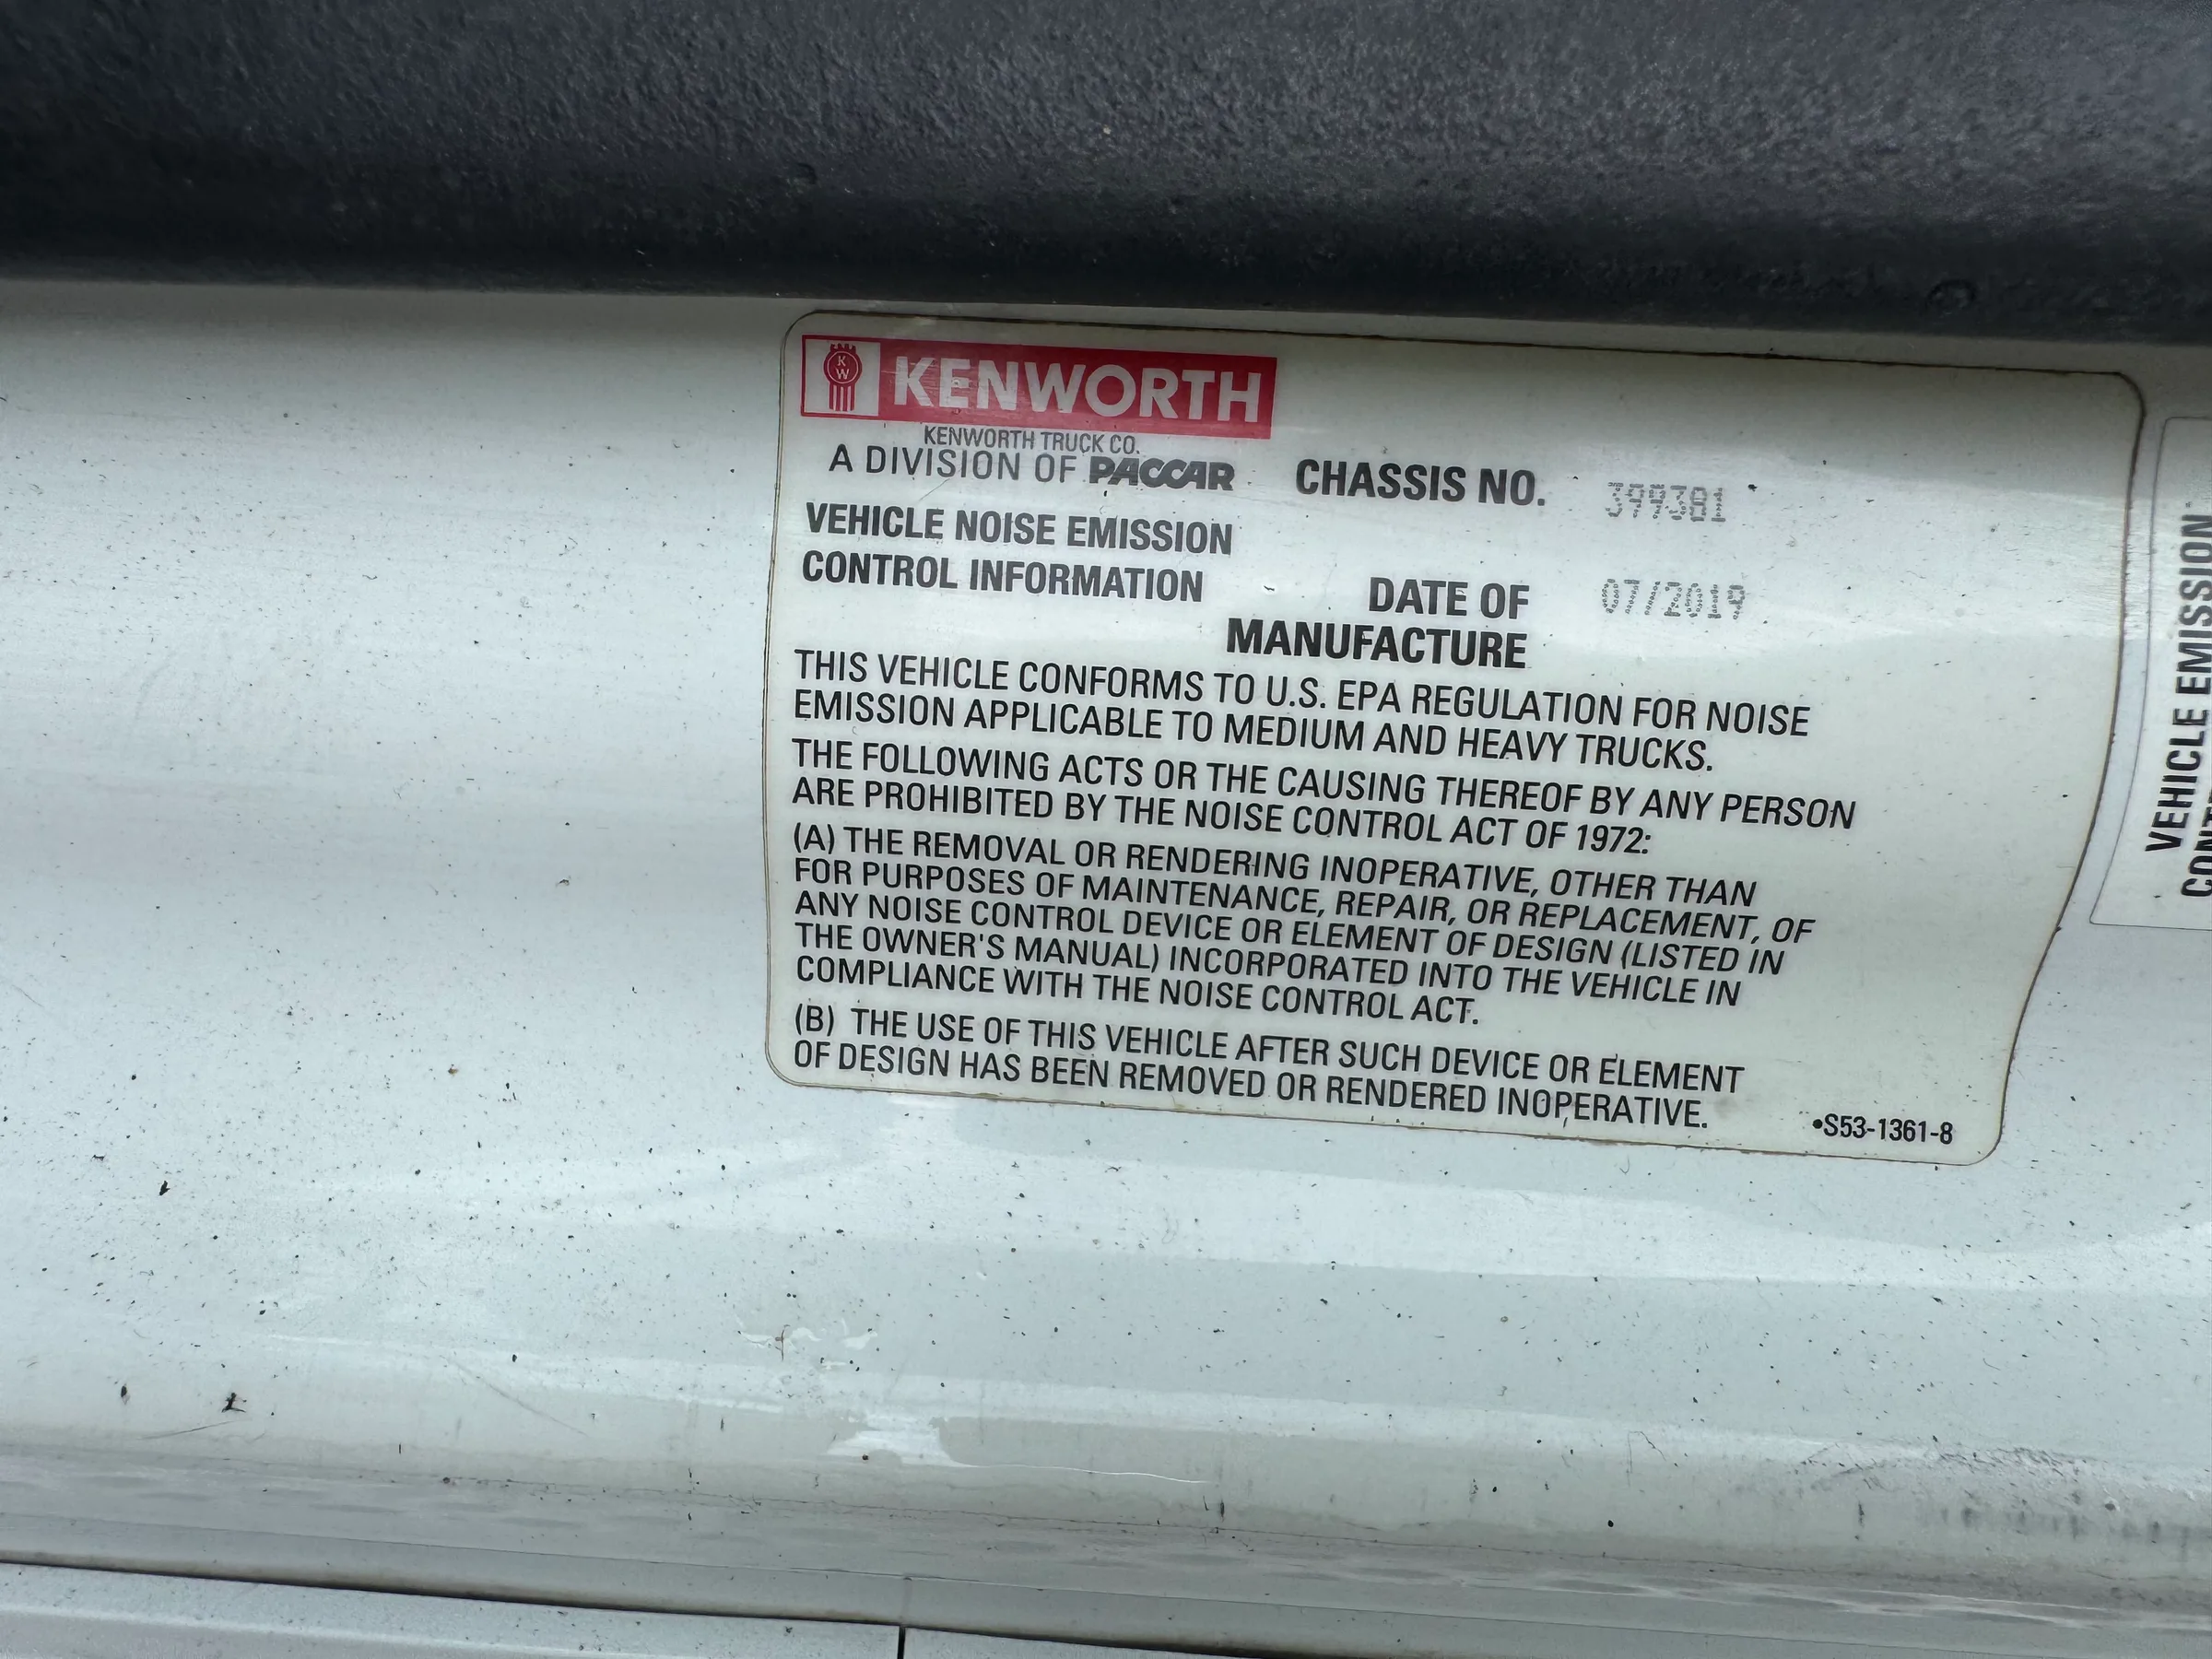 KW KENWORTH
KENWORTH TRUCK CO.
A DIVISION OF PACCAR
CHASSIS NO. 399381
VEHICLE NOISE EMISSION
CONTROL INFORMATION
DATE OF 07/2019
MANUFACTURE
THIS VEHICLE CONFORMS TO U.S. EPA REGULATION FOR NOISE
EMISSION APPLICABLE TO MEDIUM AND HEAVY TRUCKS.
THE FOLLOWING ACTS OR THE CAUSING THEREOF BY ANY PERSON
ARE PROHIBITED BY THE NOISE CONTROL ACT OF 1972:
(A) THE REMOVAL OR RENDERING INOPERATIVE, OTHER THAN
FOR PURPOSES OF MAINTENANCE, REPAIR, OR REPLACEMENT, OF
ANY NOISE CONTROL DEVICE OR ELEMENT OF DESIGN (LISTED IN
THE OWNER'S MANUAL) INCORPORATED INTO THE VEHICLE IN
COMPLIANCE WITH THE NOISE CONTROL ACT.
(B) THE USE OF THIS VEHICLE AFTER SUCH DEVICE OR ELEMENT
OF DESIGN HAS BEEN REMOVED OR RENDERED INOPERATIVE.
•S53-1361-8
VEHICLE EMISSION